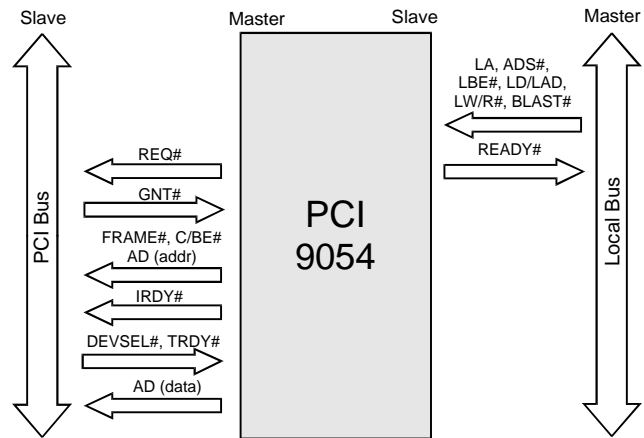 Slave
Master
Slave
Master
LA, ADS#,
LBE#, LD/LAD,
LW/R#, BLAST#
REQ#
READY#
GNT#
FRAME#, C/BE#
AD (addr)
IRDY#
DEVSEL#, TRDY#
AD (data)
PCI Bus
PCI
9054
Local Bus